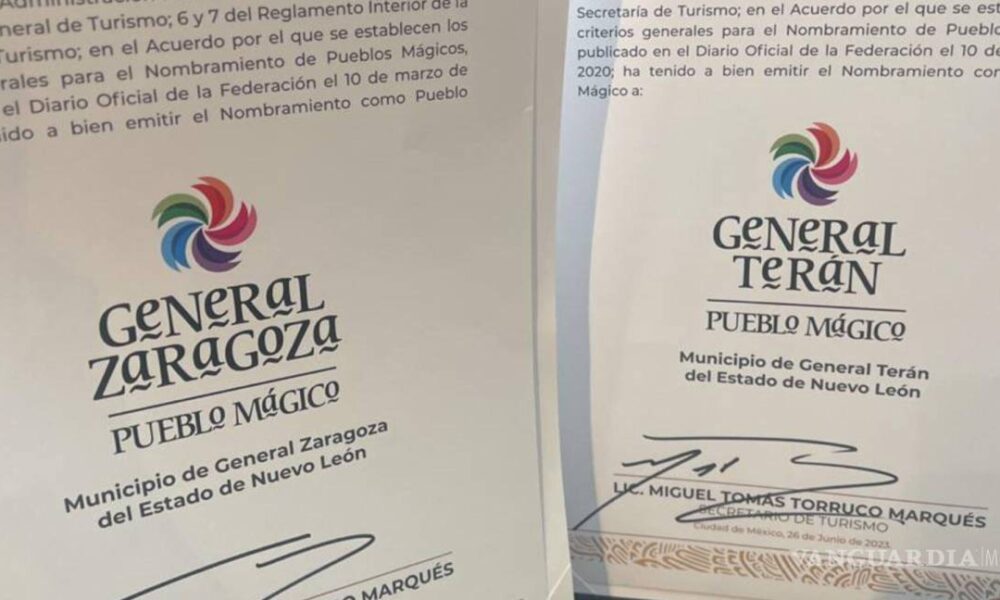 neral de Turismo; 6 y 7 del Reglamento Interior de la
Turismo; en el Acuerdo por el que se establecen los
rales para el Nombramiento de Pueblos Mágicos,
el Diario Oficial de la Federación el 10 de marzo de
nido a bien emitir el Nombramiento como Pueblo
GENERAL
ZARAGOZA
PUEBLO MÁGICO
Municipio de General Zaragoza
del Estado de Nuevo León
MARQUÉS
Secretaría de Turismo; en el Acuerdo por el que se est
criterios generales para el Nombramiento de Pueblo
publicado en el Diario Oficial de la Federación el 10 de
2020; ha tenido a bien emitir el Nombramiento com
Mágico a:
GENERAL
TERÁN
PUEBLO MÁGICO
Municipio de General Terán
del Estado de Nuevo León
LIC. MIGUEL TOMÁS TORRUCO MARQUÉS
SECRETARIO DE TURISMO
Ciudad de México, 26 de Junio de 2023
VANGUARDIA|M